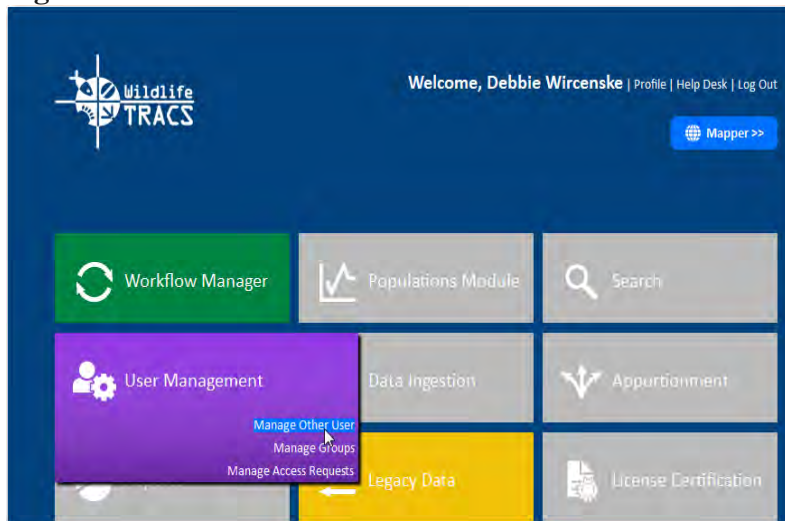 Wildlife
TRACS
Welcome, Debbie Wircenske | Profile | Help Desk | Log Out
Mapper >>
Workflow Manager
Populations Module
Search
User Management
Data Ingestion
Apportionment
Manage Other User
Manage Groups
Manage Access Requests
Legacy Data
License Certification